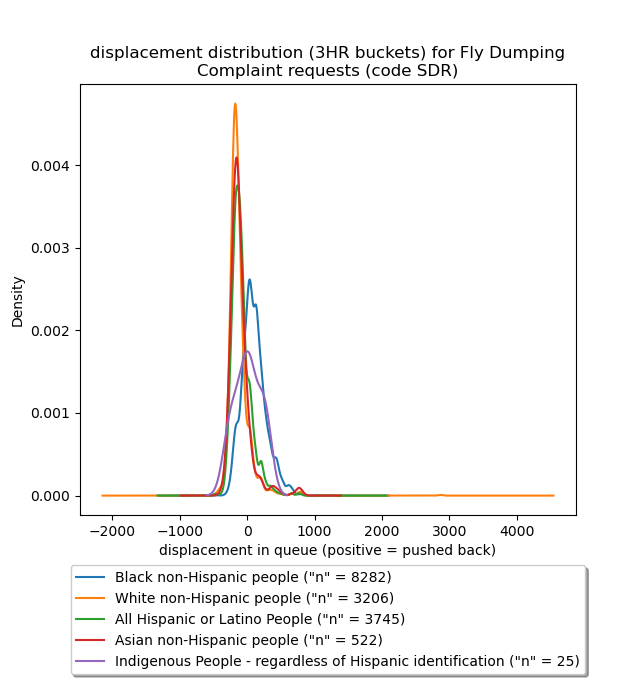 displacement distribution (3HR buckets) for Fly Dumping
Complaint requests (code SDR)
Density
0.004
0.003
0.002
0.001
0.000
−2000 −1000 0 1000 2000 3000 4000
displacement in queue (positive = pushed back)
Black non-Hispanic people ("n" = 8282)
White non-Hispanic people ("n" = 3206)
All Hispanic or Latino People ("n" = 3745)
Asian non-Hispanic people ("n" = 522)
Indigenous People - regardless of Hispanic identification ("n" = 25)